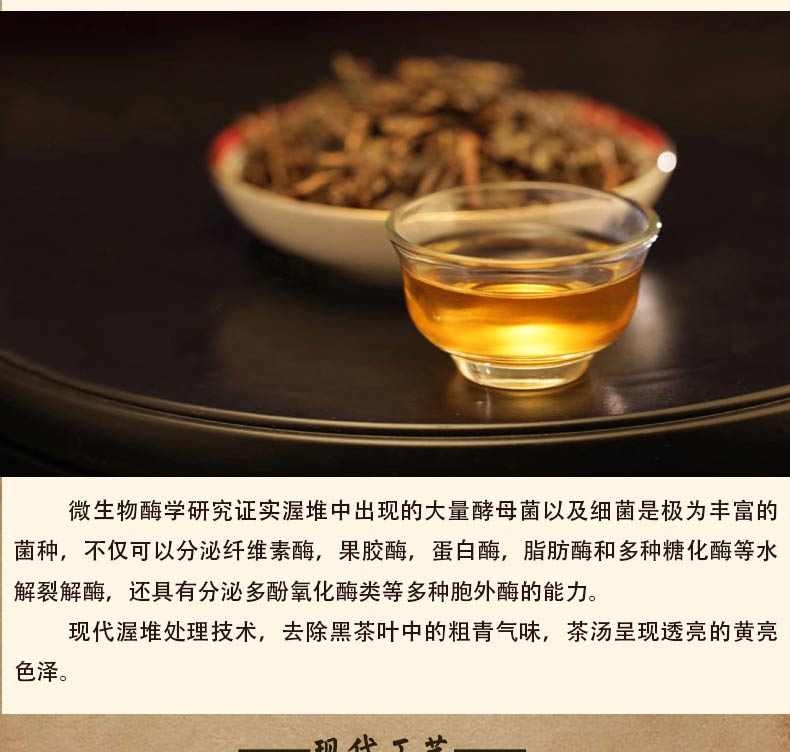 微生物酶学研究证实渥堆中出现的大量酵母菌以及细菌是极为丰富的
菌种，不仅可以分泌纤维素酶，果胶酶，蛋白酶，脂肪酶和多种糖化酶等水
解裂解酶，还具有分泌多酚氧化酶类等多种胞外酶的能力。
现代渥堆处理技术，去除黑茶叶中的粗青气味，茶汤呈现透亮的黄亮
色泽。
现代工艺